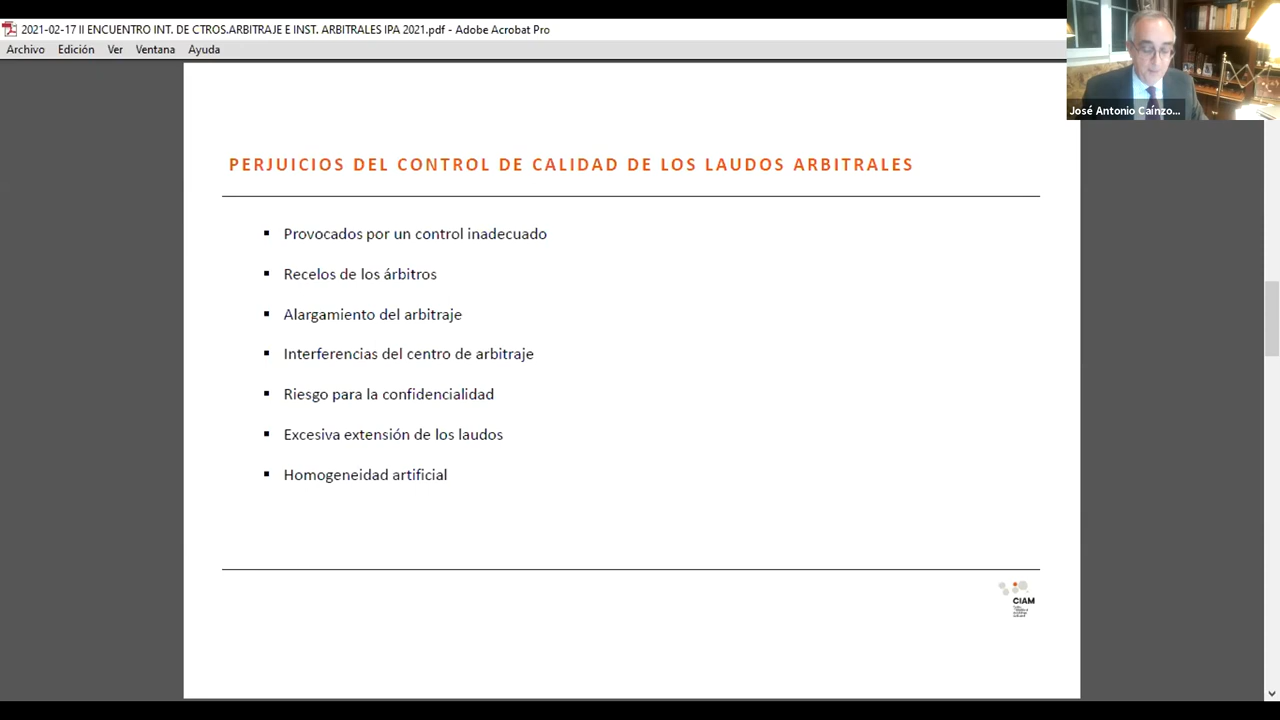 2021-02-17 II ENCUENTRO INT. DE CTROS.ARBITRAJE E INST. ARBITRALES IPA 2021.pdf - Adobe Acrobat Pro
Archivo Edición Ver Ventana Ayuda
José Antonio Caínzo...
PERJUICIOS DEL CONTROL DE CALIDAD DE LOS LAUDOS ARBITRALES
▪ Provocados por un control inadecuado
▪ Recelos de los árbitros
▪ Alargamiento del arbitraje
▪ Interferencias del centro de arbitraje
▪ Riesgo para la confidencialidad
▪ Excesiva extensión de los laudos
▪ Homogeneidad artificial
CIAM